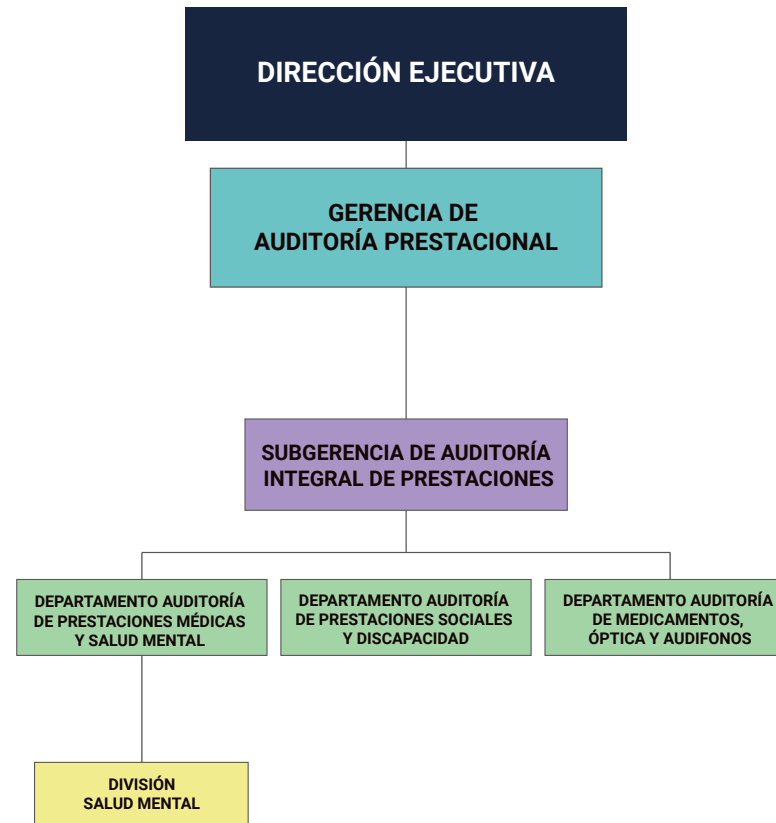 DIRECCIÓN EJECUTIVA
GERENCIA DE
AUDITORÍA PRESTACIONAL
SUBGERENCIA DE AUDITORÍA
INTEGRAL DE PRESTACIONES
DEPARTAMENTO AUDITORÍA
DE PRESTACIONES MÉDICAS
Y SALUD MENTAL
DEPARTAMENTO AUDITORÍA
DE PRESTACIONES SOCIALES
Y DISCAPACIDAD
DEPARTAMENTO AUDITORÍA
DE MEDICAMENTOS,
ÓPTICA Y AUDIFONOS
DIVISIÓN
SALUD MENTAL